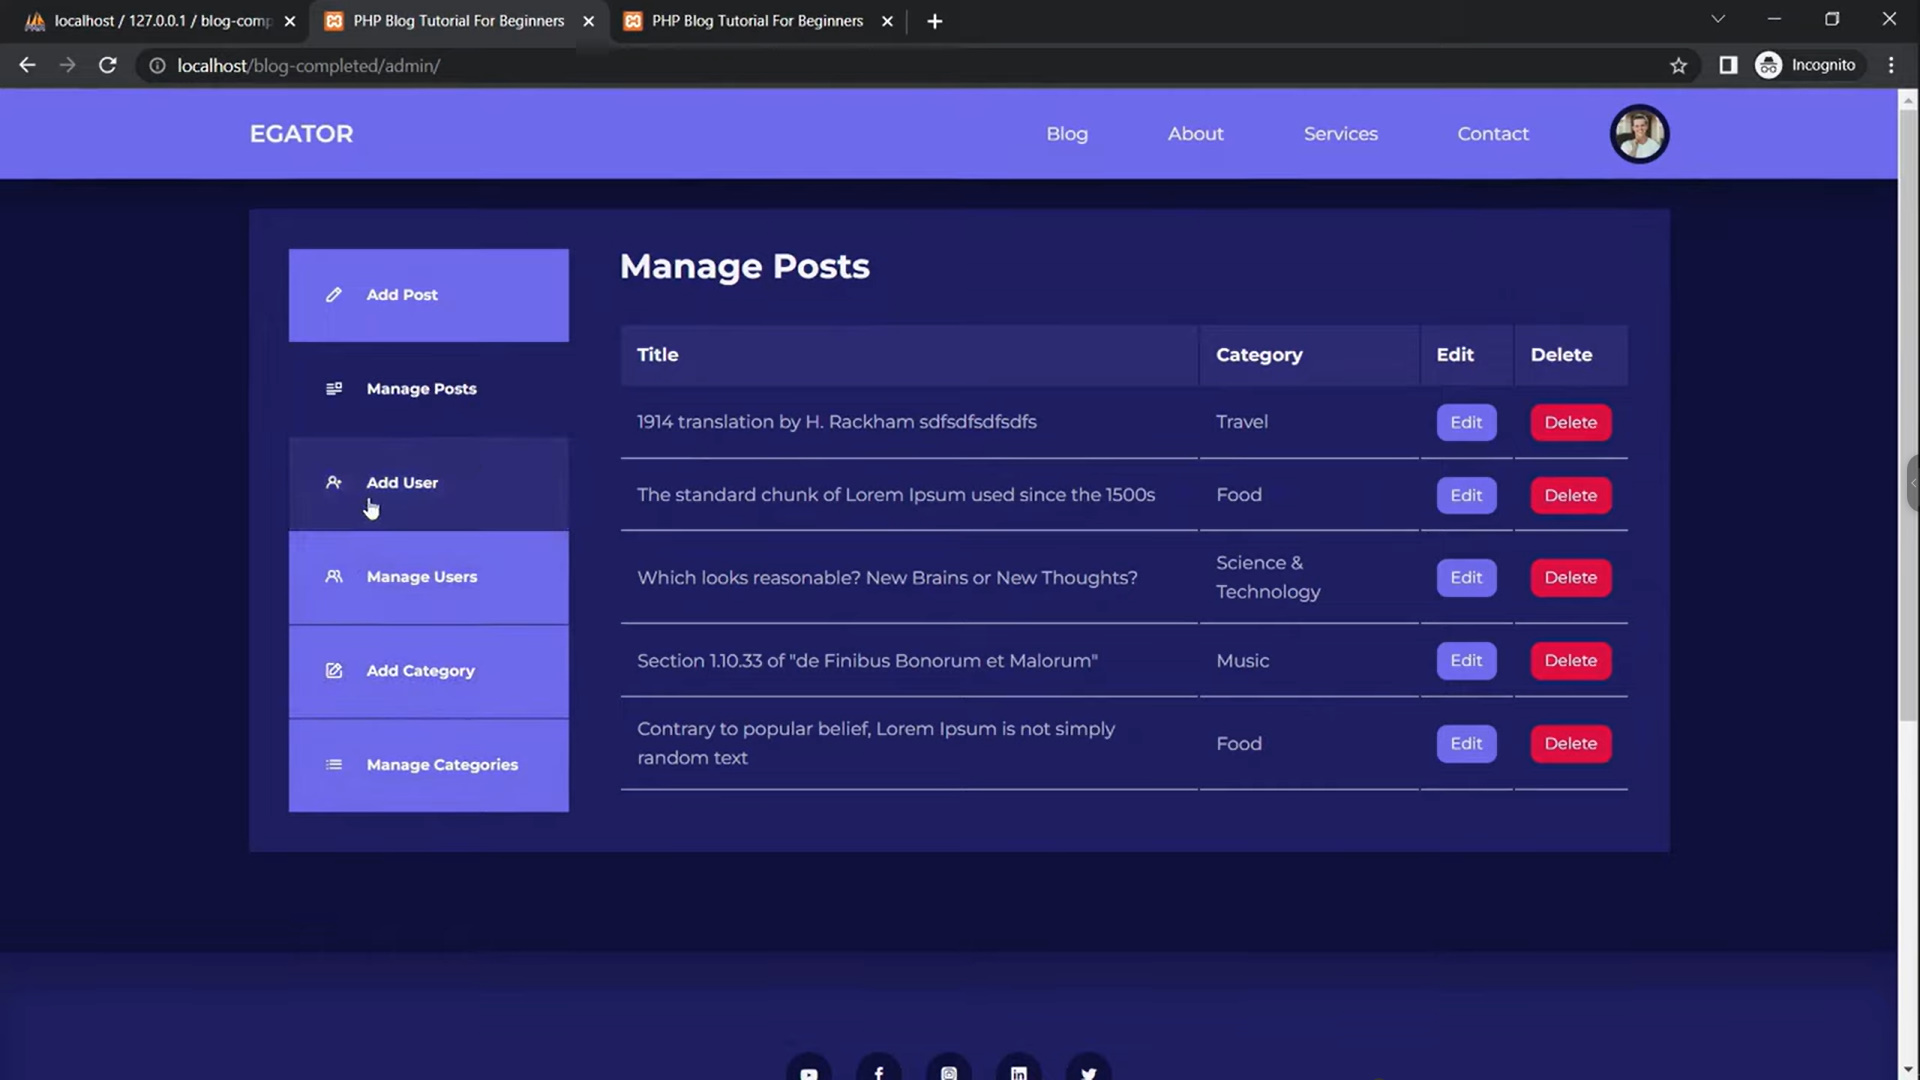 localhost / 127.0.0.1 / blog-comp
PHP Blog Tutorial For Beginners
PHP Blog Tutorial For Beginners
localhost/blog-completed/admin/
Incognito
EGATOR
Blog
About
Services
Contact
Add Post
Manage Posts
Add User
Manage Users
Add Category
Manage Categories
Manage Posts
Title Category Edit Delete
1914 translation by H. Rackham sdfsdfsdfsdfs Travel Edit Delete
The standard chunk of Lorem Ipsum used since the 1500s Food Edit Delete
Which looks reasonable? New Brains or New Thoughts? Science &
Technology Edit Delete
Section 1.10.33 of "de Finibus Bonorum et Malorum" Music Edit Delete
Contrary to popular belief, Lorem Ipsum is not simply
random text Food Edit Delete